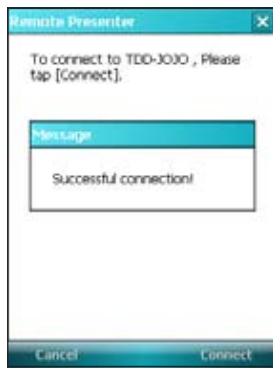 Remote Presenter
To connect to TDD-JOJO , Please
tap [Connect].
Message
Successful connection!
Cancel Connect